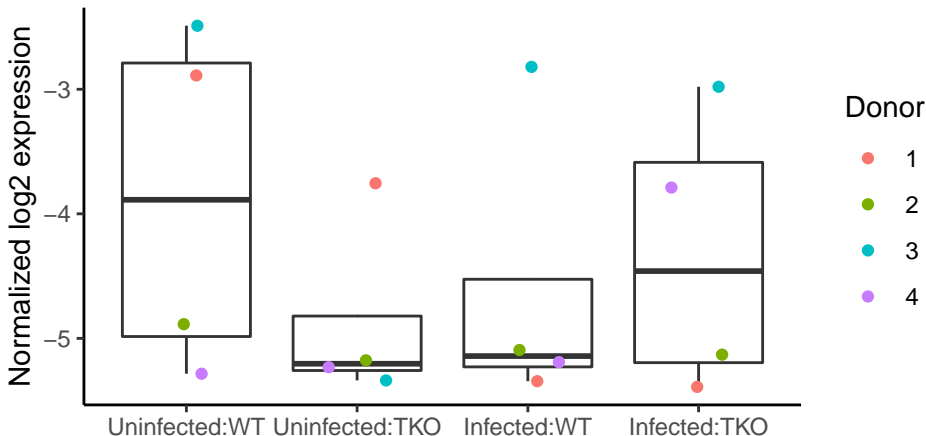 Normalized log2 expression
−3
−4
−5
Uninfected:WT
Uninfected:TKO
Infected:WT
Infected:TKO
Donor
1
2
3
4